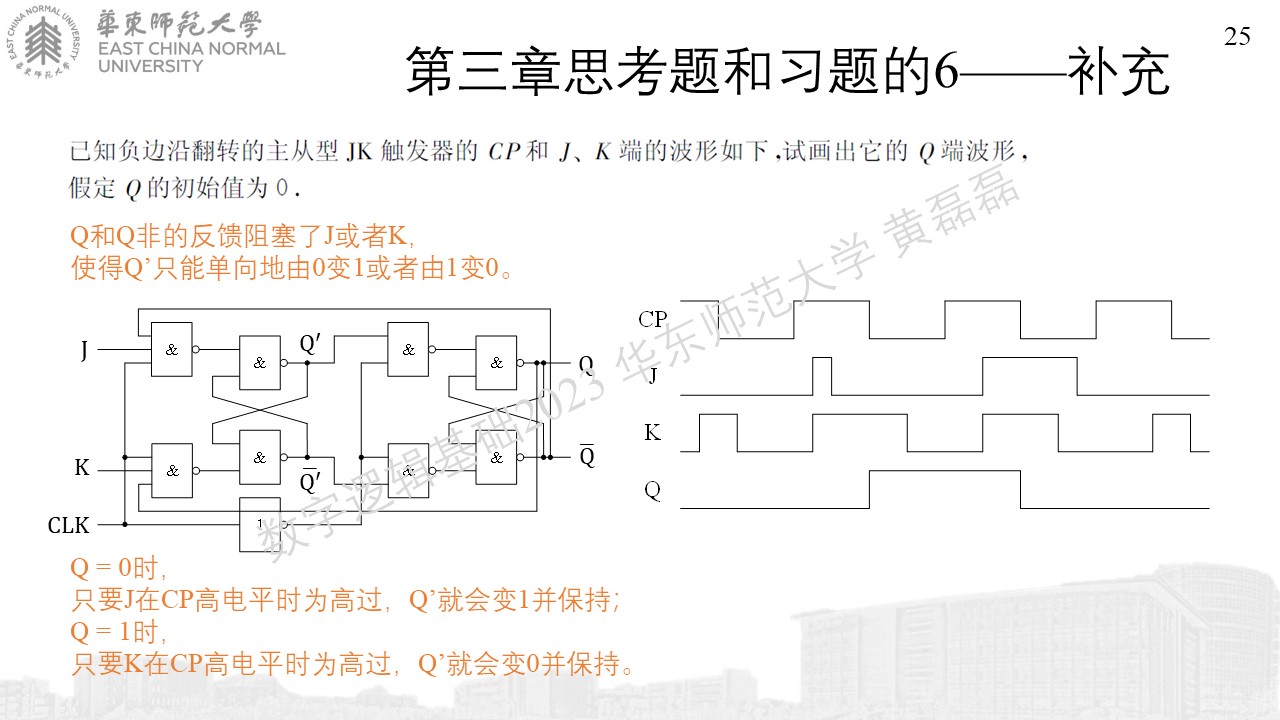 華東師範大學
EAST CHINA NORMAL
UNIVERSITY
EAST CHINA NORMAL UNIVERSITY
華東師範大學
25
第三章思考题和习题的6——补充
已知负边沿翻转的主从型 JK 触发器的 CP 和 J、K 端的波形如下,试画出它的 Q 端波形,
假定 Q 的初始值为 0.
Q和Q非的反馈阻塞了J或者K,
使得Q’只能单向地由0变1或者由1变0。
J
&
&
Q′
&
&
Q
K
&
&
Q̅′
&
&
Q̅
CLK
1
CP
J
K
Q
Q = 0时,
只要J在CP高电平时为高过,Q’就会变1并保持;
Q = 1时,
只要K在CP高电平时为高过,Q’就会变0并保持。
数字逻辑基础2023 华东师范大学 黄磊磊